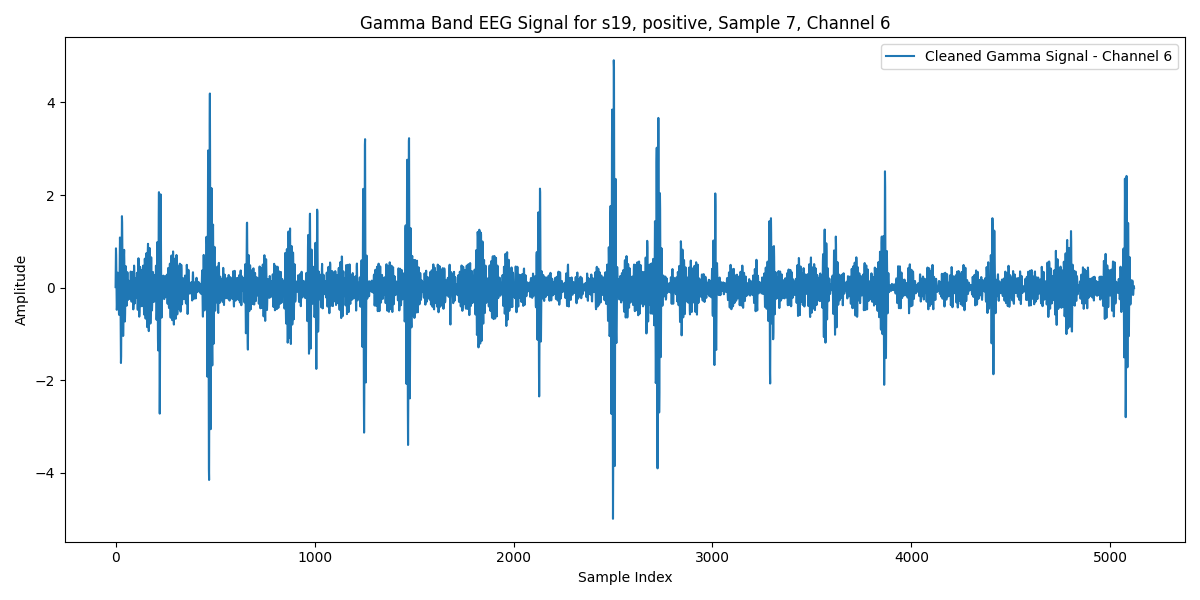 Gamma Band EEG Signal for s19, positive, Sample 7, Channel 6
Cleaned Gamma Signal - Channel 6
Amplitude
4
2
0
−2
−4
0 1000 2000 3000 4000 5000
Sample Index